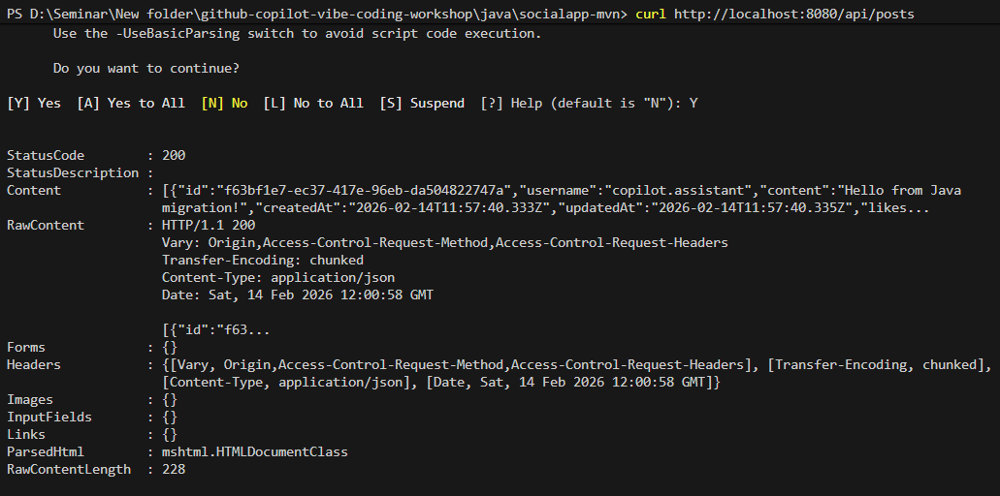 PS D:\Seminar\New folder\github-copilot-vibe-coding-workshop\java\socialapp-mvn> curl http://localhost:8080/api/posts
Use the -UseBasicParsing switch to avoid script code execution.
Do you want to continue?
[Y] Yes  [A] Yes to All  [N] No  [L] No to All  [S] Suspend  [?] Help (default is "N"): Y
StatusCode        : 200
StatusDescription :
Content           : [{"id":"f63bf1e7-ec37-417e-96eb-da504822747a","username":"copilot.assistant","content":"Hello from Java
migration!","createdAt":"2026-02-14T11:57:40.333Z","updatedAt":"2026-02-14T11:57:40.335Z","likes...
RawContent        : HTTP/1.1 200
Vary: Origin,Access-Control-Request-Method,Access-Control-Request-Headers
Transfer-Encoding: chunked
Content-Type: application/json
Date: Sat, 14 Feb 2026 12:00:58 GMT
[{"id":"f63...
Forms             : {}
Headers           : {[Vary, Origin,Access-Control-Request-Method,Access-Control-Request-Headers], [Transfer-Encoding, chunked],
[Content-Type, application/json], [Date, Sat, 14 Feb 2026 12:00:58 GMT]}
Images            : {}
InputFields       : {}
Links             : {}
ParsedHtml        : mshtml.HTMLDocumentClass
RawContentLength  : 228